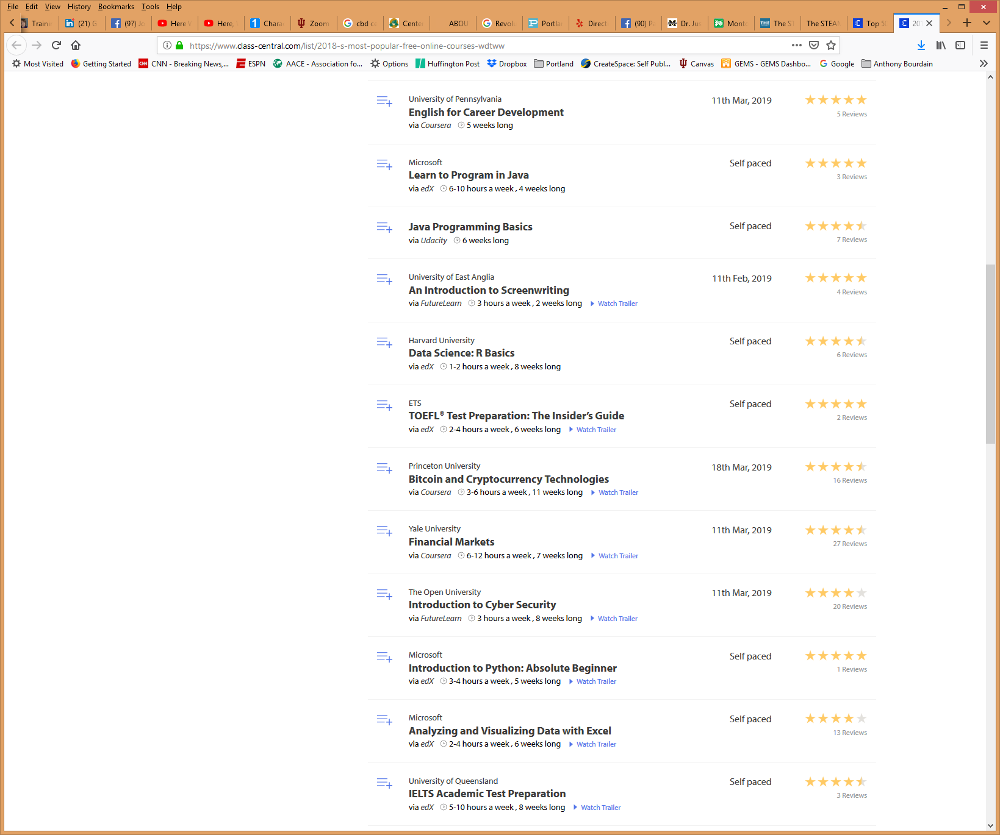 File Edit View History Bookmarks Tools Help
Trainin (21) G (97) Jo Here V Here, Chara Zoom cbd ce Cente ABOU Revolu Portla Directi (90) Pa Dr. Jus Monto The ST The STEAM Top 50 201
https://www.class-central.com/list/2018-s-most-popular-free-online-courses-wdtww
Most Visited Getting Started CNN - Breaking News,... ESPN AACE - Association fo... Options Huffington Post Dropbox Portland CreateSpace: Self Publ... Canvas GEMS - GEMS Dashbo... Google Anthony Bourdain
University of Pennsylvania
English for Career Development
via Coursera 5 weeks long
11th Mar, 2019
5 Reviews
Microsoft
Learn to Program in Java
via edX 6-10 hours a week , 4 weeks long
Self paced
3 Reviews
Java Programming Basics
via Udacity 6 weeks long
Self paced
7 Reviews
University of East Anglia
An Introduction to Screenwriting
via FutureLearn 3 hours a week , 2 weeks long Watch Trailer
11th Feb, 2019
4 Reviews
Harvard University
Data Science: R Basics
via edX 1-2 hours a week , 8 weeks long
Self paced
6 Reviews
ETS
TOEFL® Test Preparation: The Insider’s Guide
via edX 2-4 hours a week , 6 weeks long Watch Trailer
Self paced
2 Reviews
Princeton University
Bitcoin and Cryptocurrency Technologies
via Coursera 3-6 hours a week , 11 weeks long Watch Trailer
18th Mar, 2019
16 Reviews
Yale University
Financial Markets
via Coursera 6-12 hours a week , 7 weeks long Watch Trailer
11th Mar, 2019
27 Reviews
The Open University
Introduction to Cyber Security
via FutureLearn 3 hours a week , 8 weeks long Watch Trailer
11th Mar, 2019
20 Reviews
Microsoft
Introduction to Python: Absolute Beginner
via edX 3-4 hours a week , 5 weeks long Watch Trailer
Self paced
1 Reviews
Microsoft
Analyzing and Visualizing Data with Excel
via edX 2-4 hours a week , 6 weeks long Watch Trailer
Self paced
13 Reviews
University of Queensland
IELTS Academic Test Preparation
via edX 5-10 hours a week , 8 weeks long Watch Trailer
Self paced
3 Reviews